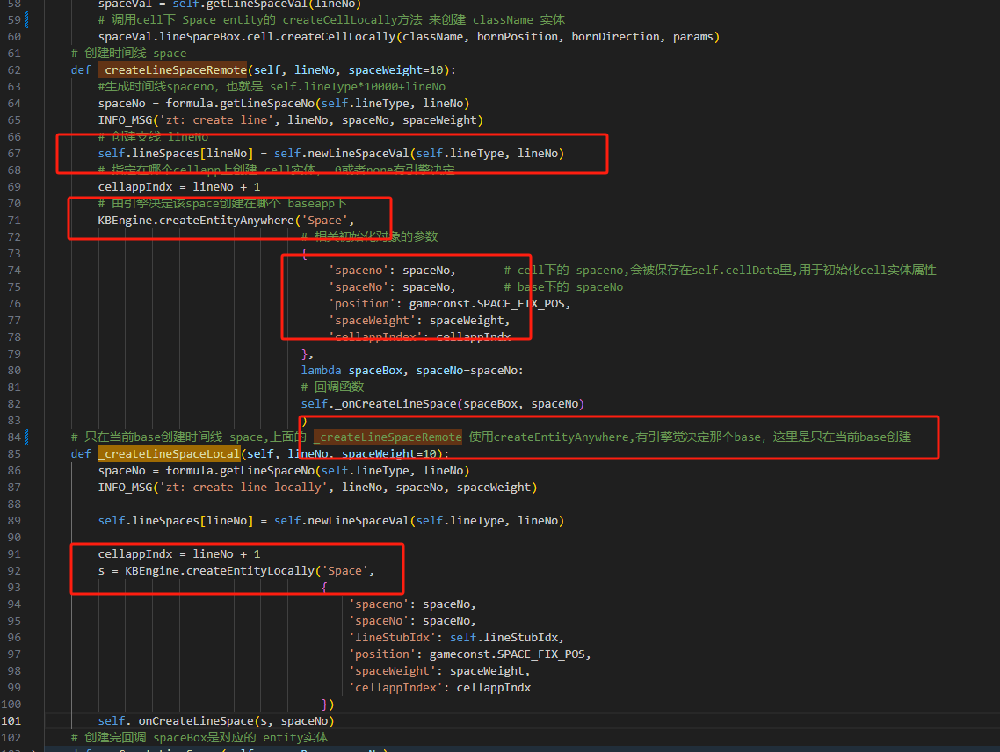 58 spaceVal = self.getLineSpaceVal(lineNo)
59 # 调用cell下 Space entity的 createCellLocally方法 来创建 className 实体
60 spaceVal.lineSpaceBox.cell.createCellLocally(className, bornPosition, bornDirection, params)
61 # 创建时间线 space
62 def _createLineSpaceRemote(self, lineNo, spaceWeight=10):
63 #生成时间线spaceno，也就是 self.lineType*10000+lineNo
64 spaceNo = formula.getLineSpaceNo(self.lineType, lineNo)
65 INFO_MSG('zt: create line', lineNo, spaceNo, spaceWeight)
66 # 创建支线 lineNo
67 self.lineSpaces[lineNo] = self.newLineSpaceVal(self.lineType, lineNo)
68 # 指定在哪个cellapp上创建 cell实体， 0或者none有引擎决定
69 cellappIndx = lineNo + 1
70 # 由引擎决定该space创建在哪个 baseapp下
71 KBEngine.createEntityAnywhere('Space',
72 # 相关初始化对象的参数
73 {
74 'spaceno': spaceNo, # cell下的 spaceno,会被保存在self.cellData里,用于初始化cell实体属性
75 'spaceNo': spaceNo, # base下的 spaceNo
76 'position': gameconst.SPACE_FIX_POS,
77 'spaceWeight': spaceWeight,
78 'cellappIndex': cellappIndx
79 },
80 lambda spaceBox, spaceNo=spaceNo:
81 # 回调函数
82 self._onCreateLineSpace(spaceBox, spaceNo)
83 )
84 # 只在当前base创建时间线 space,上面的 _createLineSpaceRemote 使用createEntityAnywhere,有引擎觉决定那个base，这里是只在当前base创建
85 def _createLineSpaceLocal(self, lineNo, spaceWeight=10):
86 spaceNo = formula.getLineSpaceNo(self.lineType, lineNo)
87 INFO_MSG('zt: create line locally', lineNo, spaceNo, spaceWeight)
88
89 self.lineSpaces[lineNo] = self.newLineSpaceVal(self.lineType, lineNo)
90
91 cellappIndx = lineNo + 1
92 s = KBEngine.createEntityLocally('Space',
93 {
94 'spaceno': spaceNo,
95 'spaceNo': spaceNo,
96 'lineStubIdx': self.lineStubIdx,
97 'position': gameconst.SPACE_FIX_POS,
98 'spaceWeight': spaceWeight,
99 'cellappIndex': cellappIndx
100 })
101 self._onCreateLineSpace(s, spaceNo)
102 # 创建完回调 spaceBox是对应的 entity实体